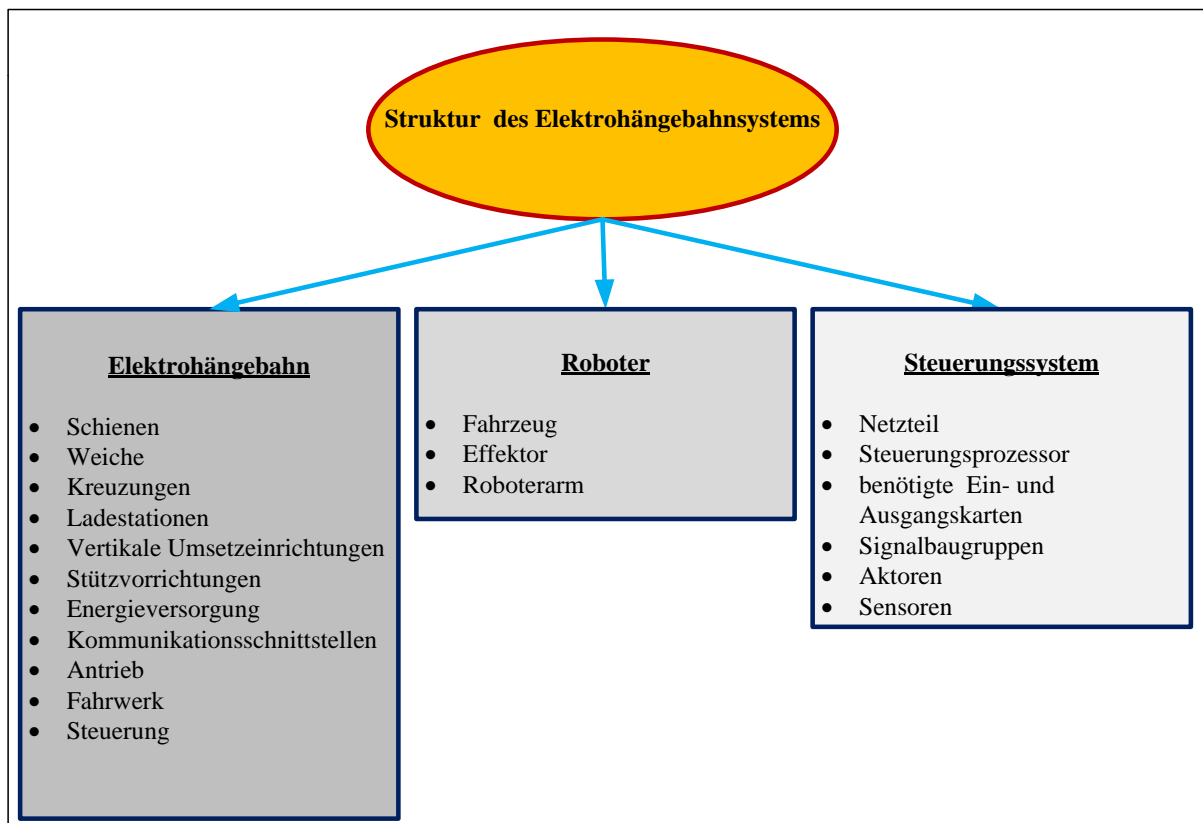 Struktur des Elektrohängebahnsystems
Elektrohängebahn
• Schienen
• Weiche
• Kreuzungen
• Ladestationen
• Vertikale Umsetzeinrichtungen
• Stützvorrichtungen
• Energieversorgung
• Kommunikationsschnittstellen
• Antrieb
• Fahrwerk
• Steuerung
Roboter
• Fahrzeug
• Effektor
• Roboterarm
Steuerungssystem
• Netzteil
• Steuerungsprozessor
• benötigte Ein- und
Ausgangskarten
• Signalbaugruppen
• Aktoren
• Sensoren